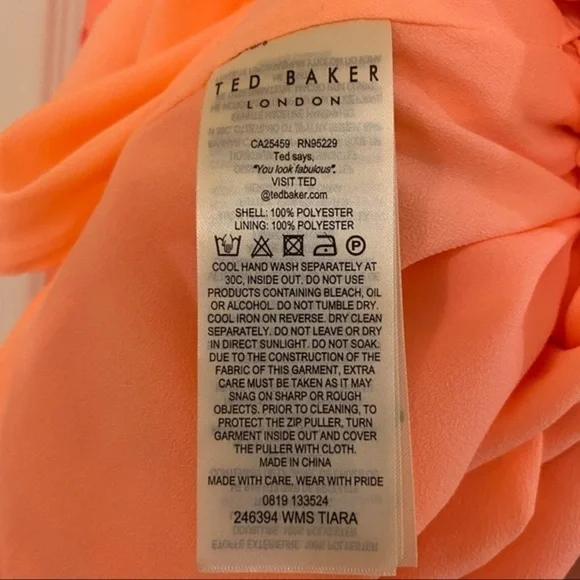 TED BAKER
LONDON
CA25459 RN95229
Ted says,
"You look fabulous".
VISIT TED
@tedbaker.com
SHELL: 100% POLYESTER
LINING: 100% POLYESTER
P
COOL HAND WASH SEPARATELY AT
30C, INSIDE OUT. DO NOT USE
PRODUCTS CONTAINING BLEACH, OIL
OR ALCOHOL. DO NOT TUMBLE DRY.
COOL IRON ON REVERSE. DRY CLEAN
SEPARATELY. DO NOT LEAVE OR DRY
IN DIRECT SUNLIGHT. DO NOT SOAK.
DUE TO THE CONSTRUCTION OF THE
FABRIC OF THIS GARMENT, EXTRA
CARE MUST BE TAKEN AS IT MAY
SNAG ON SHARP OR ROUGH
OBJECTS. PRIOR TO CLEANING, TO
PROTECT THE ZIP PULLER, TURN
GARMENT INSIDE OUT AND COVER
THE PULLER WITH CLOTH.
MADE IN CHINA
MADE WITH CARE, WEAR WITH PRIDE
0819 133524
246394 WMS TIARA